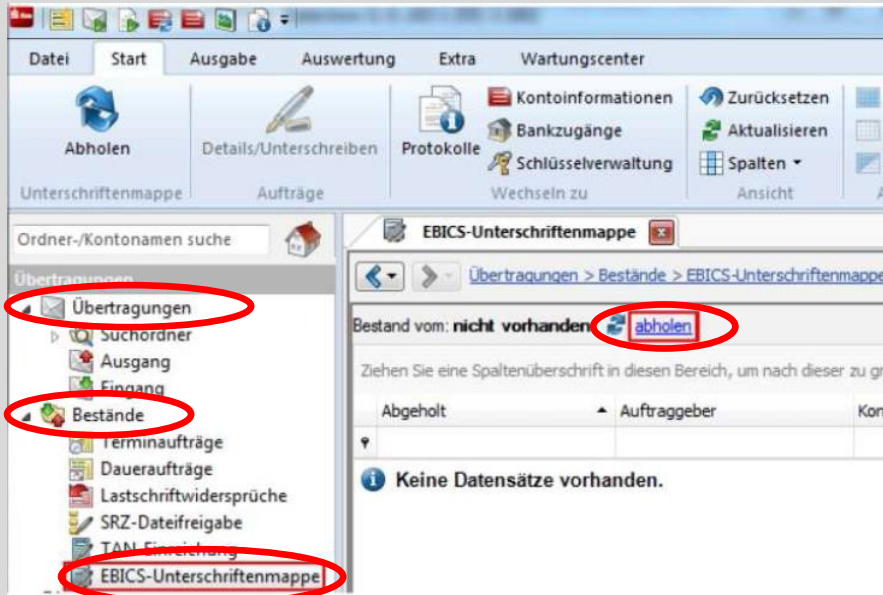 Datei Start Ausgabe Auswertung Extra Wartungscenter
Abholen
Unterschriftenmappe
Details/Unterschreiben
Aufträge
Protokolle
Kontoinformationen
Bankzugänge
Schlüsselverwaltung
Wechseln zu
Zurücksetzen
Aktualisieren
Spalten
Ansicht
Ordner-/Kontonamen suche
Übertragungen
Übertragungen
Suchordner
Ausgang
Eingang
Bestände
Terminaufträge
Daueraufträge
Lastschriftwidersprüche
SRZ-Dateifreigabe
TAN-Einreichung
EBICS-Unterschriftenmappe
EBICS-Unterschriftenmappe
Übertragungen > Bestände > EBICS-Unterschriftenmappe
Bestand vom: nicht vorhanden abholen
Ziehen Sie eine Spaltenüberschrift in diesen Bereich, um nach dieser zu gr
Abgeholt Auftraggeber Kon
Keine Datensätze vorhanden.